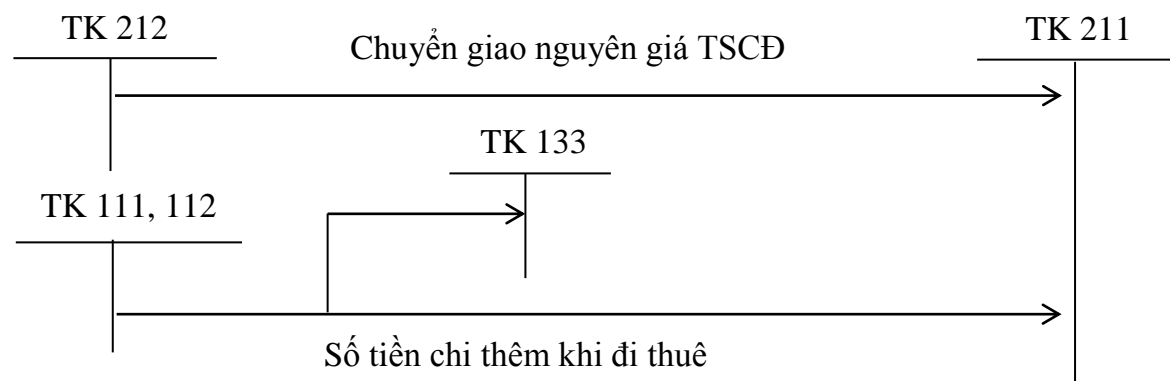 TK 212
Chuyển giao nguyên giá TSCĐ
TK 211
TK 133
TK 111, 112
Số tiền chi thêm khi đi thuê